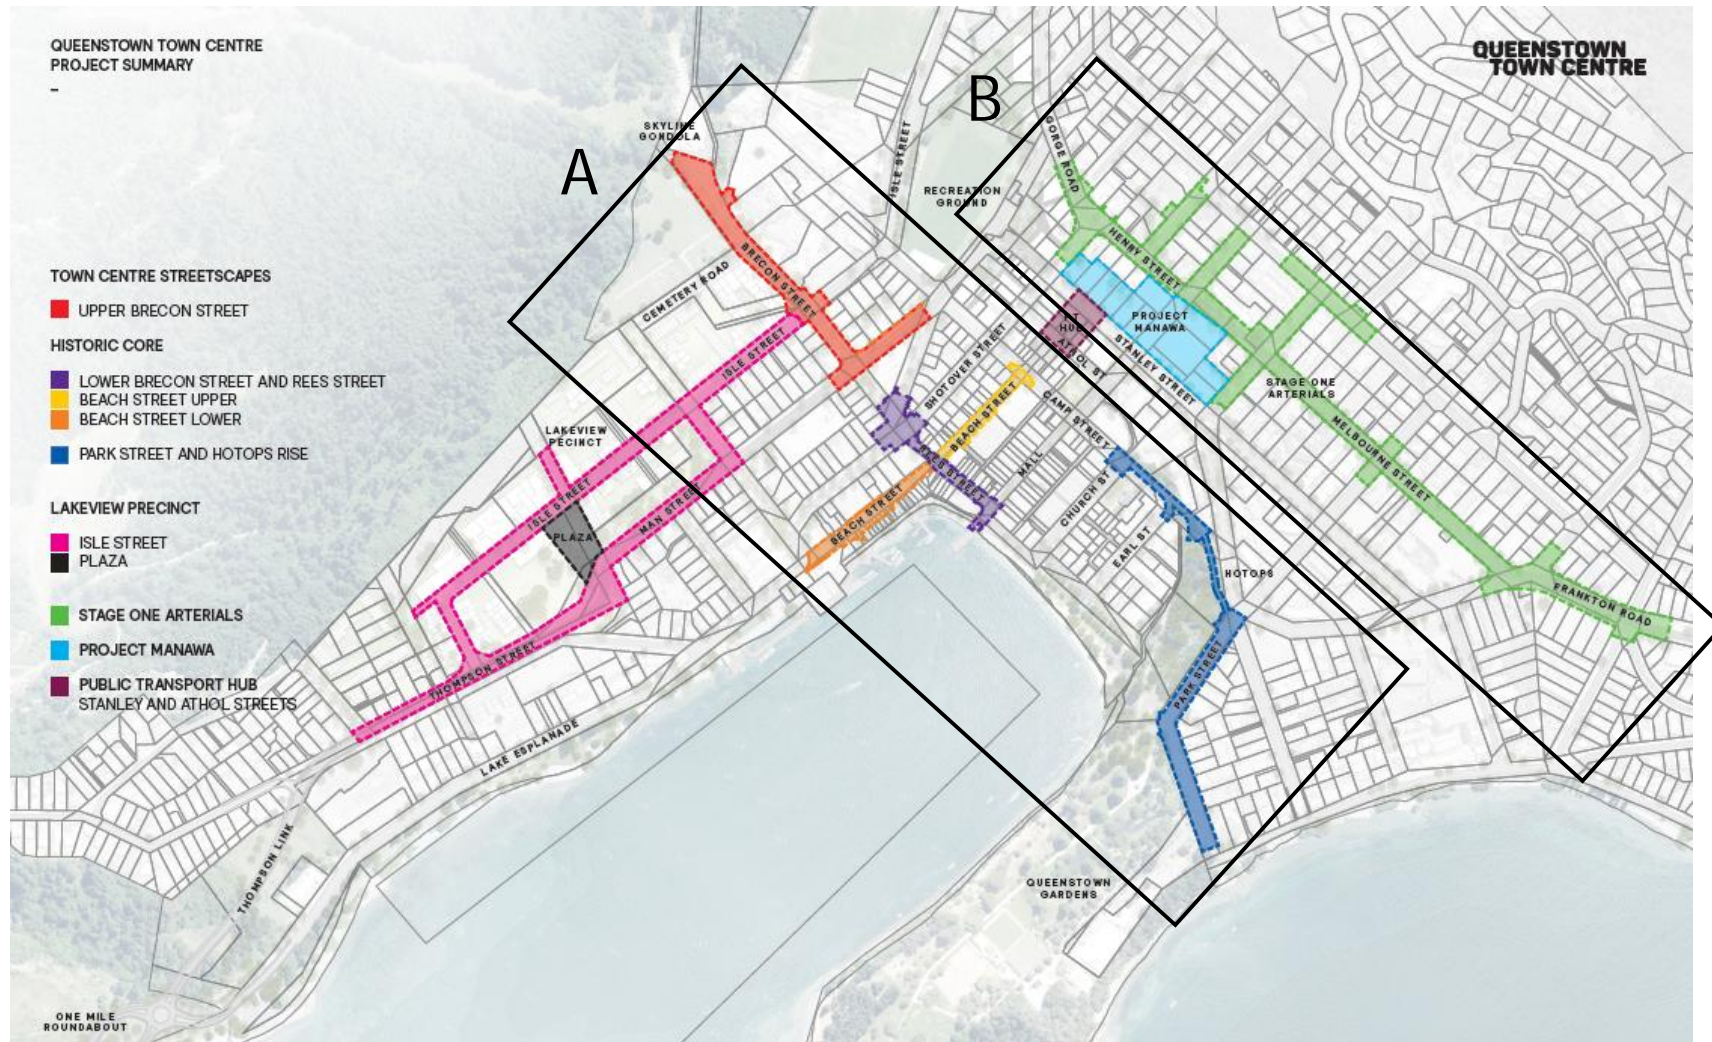 QUEENSTOWN TOWN CENTRE
PROJECT SUMMARY
–
QUEENSTOWN
TOWN CENTRE
TOWN CENTRE STREETSCAPES
UPPER BRECON STREET
HISTORIC CORE
LOWER BRECON STREET AND REES STREET
BEACH STREET UPPER
BEACH STREET LOWER
PARK STREET AND HOTOPS RISE
LAKEVIEW PRECINCT
ISLE STREET
PLAZA
STAGE ONE ARTERIALS
PROJECT MANAWA
PUBLIC TRANSPORT HUB
STANLEY AND ATHOL STREETS
A
B
SKYLINE
GONDOLA
ISLE STREET
RECREATION
GROUND
GORGE ROAD
HENRY STREET
BRECON STREET
CEMETERY ROAD
PROJECT
MANAWA
PT
HUB
ATHOL ST
STANLEY STREET
ISLE STREET
SHOTOVER STREET
STAGE ONE
ARTERIALS
BEACH STREET
CAMP STREET
MELBOURNE STREET
LAKEVIEW
PECINCT
REES STREET
MALL
CHURCH ST
ISLE STREET
MAN STREET
PLAZA
BEACH STREET
EARL ST
HOTOPS
FRANKTON ROAD
THOMPSON STREET
PARK STREET
LAKE ESPLANADE
THOMPSON LINK
QUEENSTOWN
GARDENS
ONE MILE
ROUNDABOUT